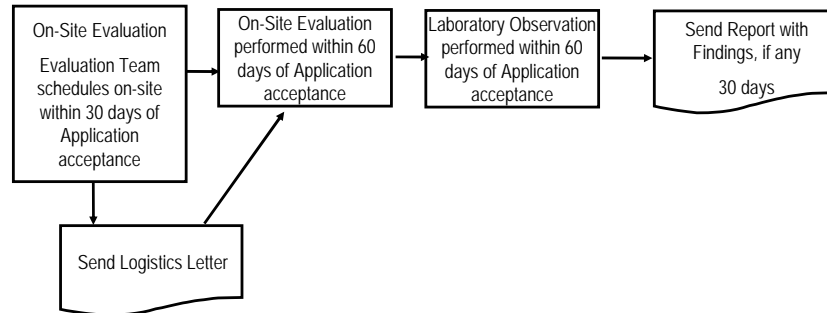 On-Site Evaluation
Evaluation Team
schedules on-site
within 30 days of
Application
acceptance
On-Site Evaluation
performed within 60
days of Application
acceptance
Laboratory Observation
performed within 60
days of Application
acceptance
Send Report with
Findings, if any
30 days
Send Logistics Letter